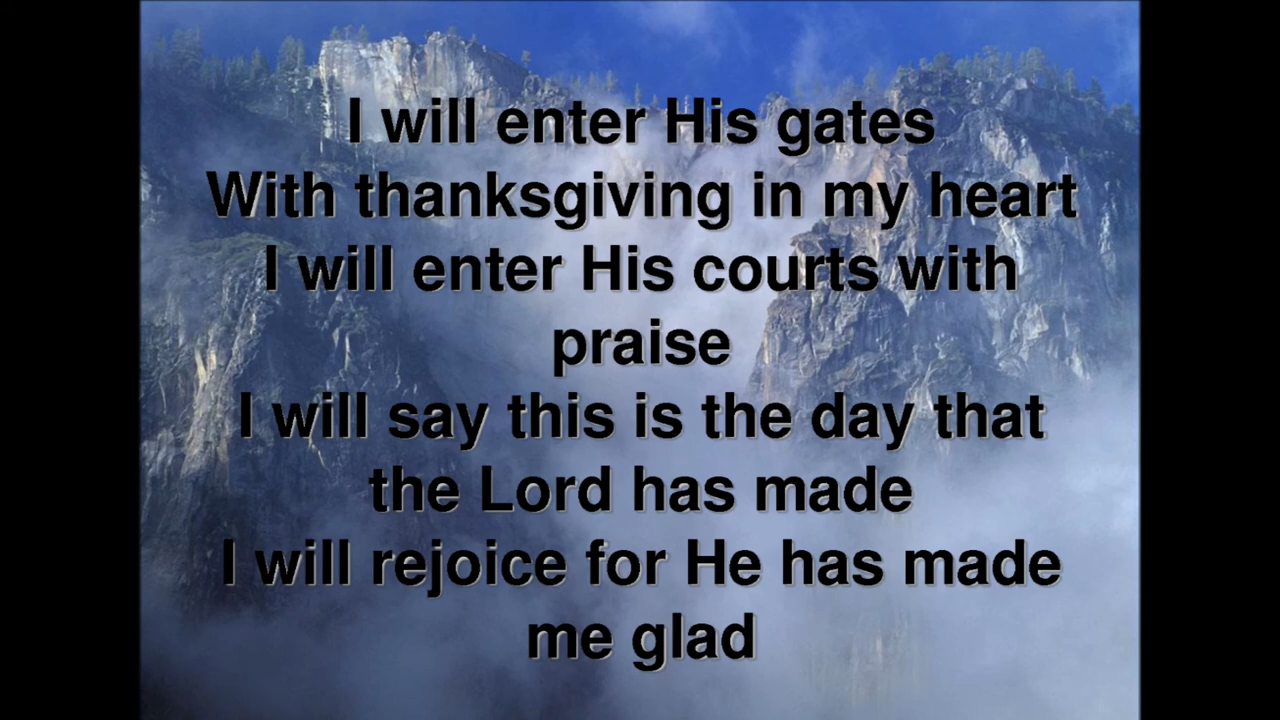 I will enter His gates
With thanksgiving in my heart
I will enter His courts with
praise
I will say this is the day that
the Lord has made
I will rejoice for He has made
me glad